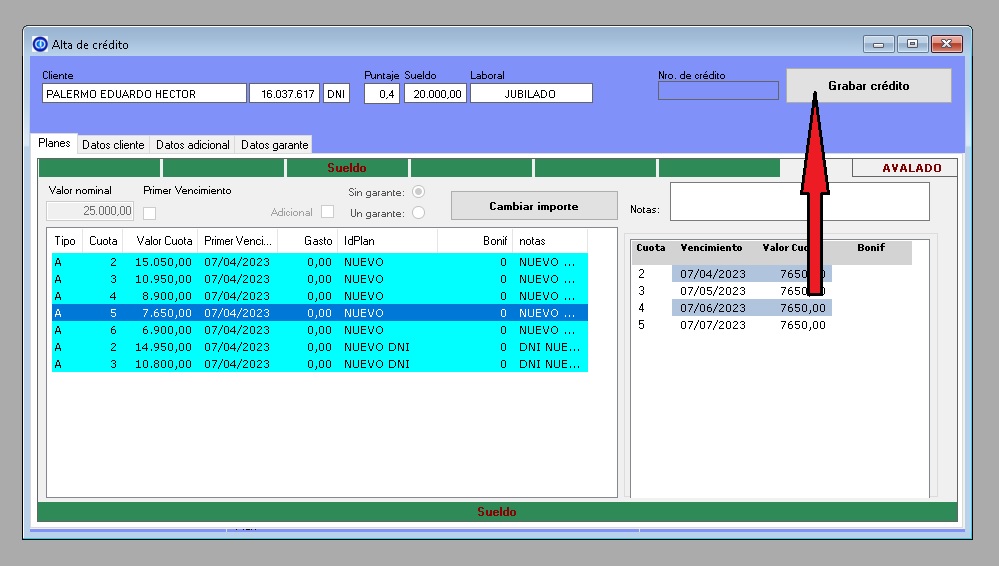 Alta de crédito
Cliente Puntaje Sueldo Laboral Nro. de crédito
PALERMO EDUARDO HECTOR 16.037.617 DNI 0,4 20.000,00 JUBILADO
Grabar crédito
Planes Datos cliente Datos adicional Datos garante
Sueldo AVALADO
Valor nominal Primer Vencimiento Sin garante:
25.000,00 Adicional Un garante: Cambiar importe Notas:
Tipo Cuota Valor Cuota Primer Venci... Gasto IdPlan Bonif notas
A 2 15.050,00 07/04/2023 0,00 NUEVO 0 NUEVO ...
A 3 10.950,00 07/04/2023 0,00 NUEVO 0 NUEVO ...
A 4 8.900,00 07/04/2023 0,00 NUEVO 0 NUEVO ...
A 5 7.650,00 07/04/2023 0,00 NUEVO 0 NUEVO ...
A 6 6.900,00 07/04/2023 0,00 NUEVO 0 NUEVO ...
A 2 14.950,00 07/04/2023 0,00 NUEVO DNI 0 DNI NUE...
A 3 10.800,00 07/04/2023 0,00 NUEVO DNI 0 DNI NUE...
Cuota Vencimiento Valor Bonif
2 07/04/2023
3 07/05/2023
4 07/06/2023 7650,00
5 07/07/2023 7650,00
Sueldo